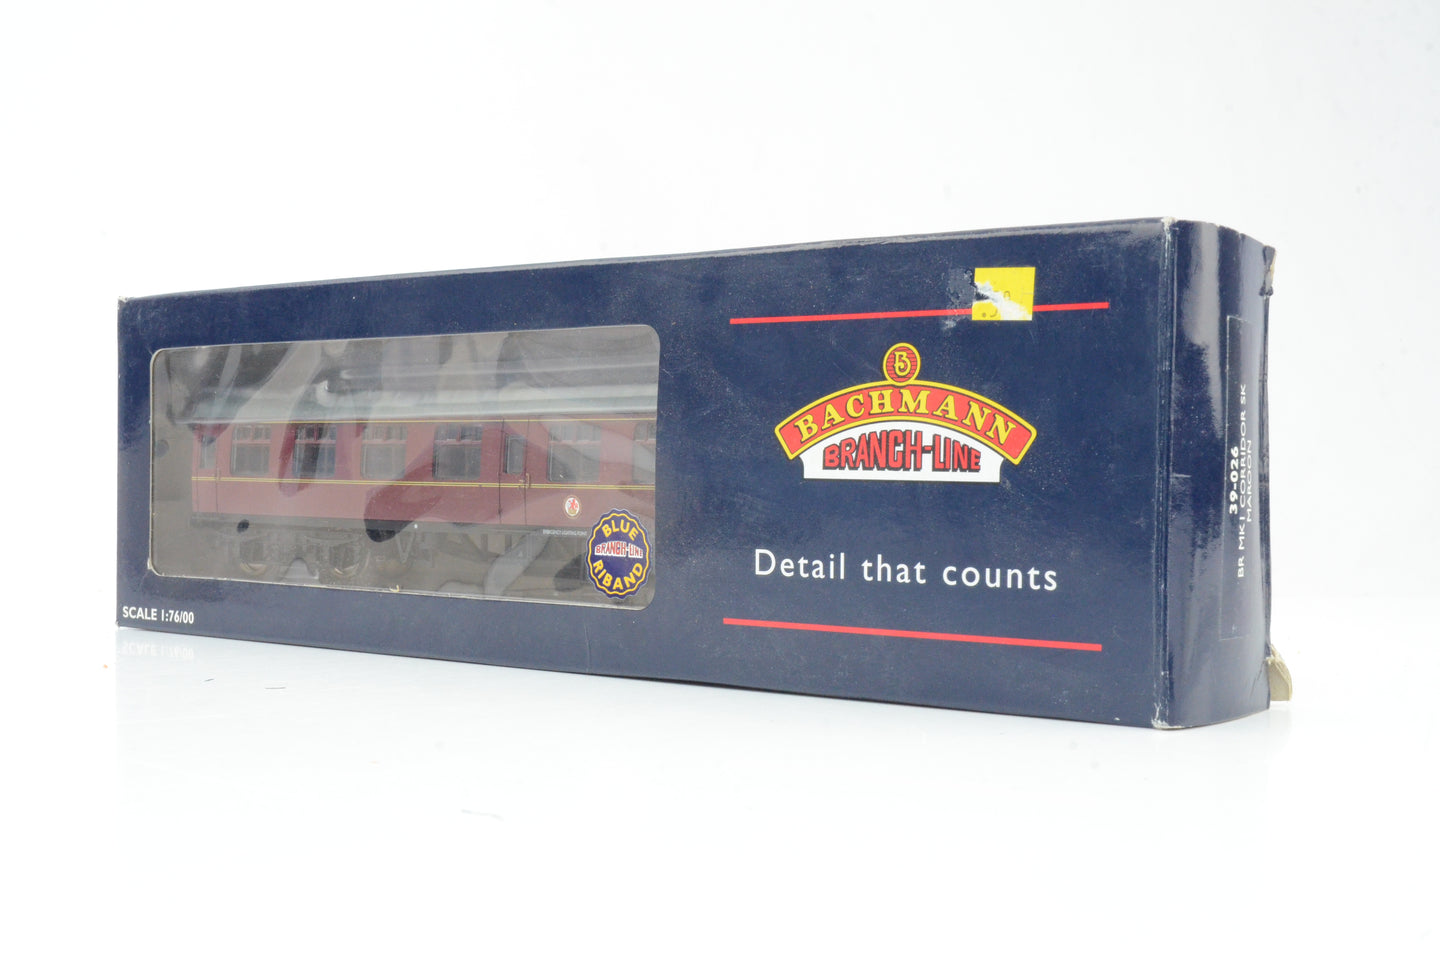 B
BACHMANN
BRANCH-LINE
Detail that counts
BLUE
BRANCH-LINE
RIBAND
SCALE 1:76/00
39-026
BR MK1 CORRIDOR SK
MAROON